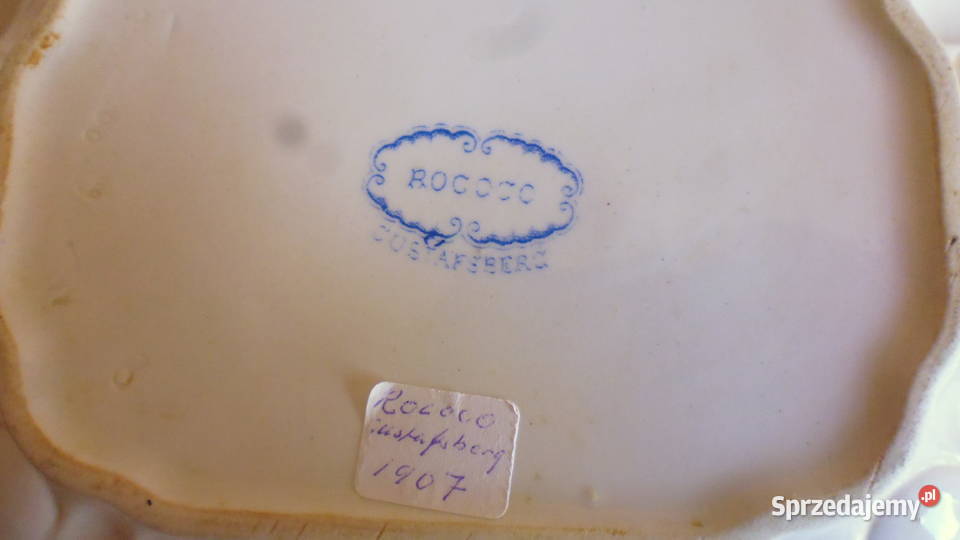 ROCOCO
GUSTAFSBERG
Rococo
Gustafsberg
1907
Sprzedajemy.pl